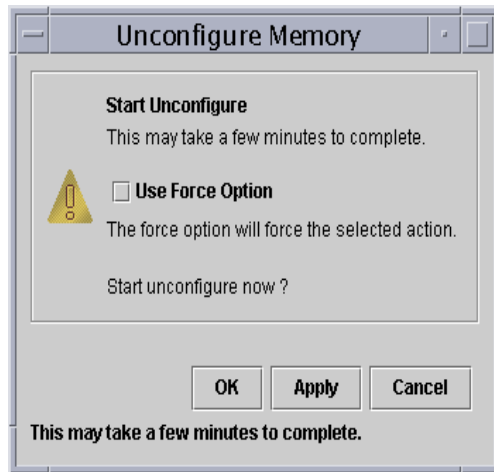 Unconfigure Memory
Start Unconfigure
This may take a few minutes to complete.
Use Force Option
The force option will force the selected action.
Start unconfigure now ?
OK Apply Cancel
This may take a few minutes to complete.